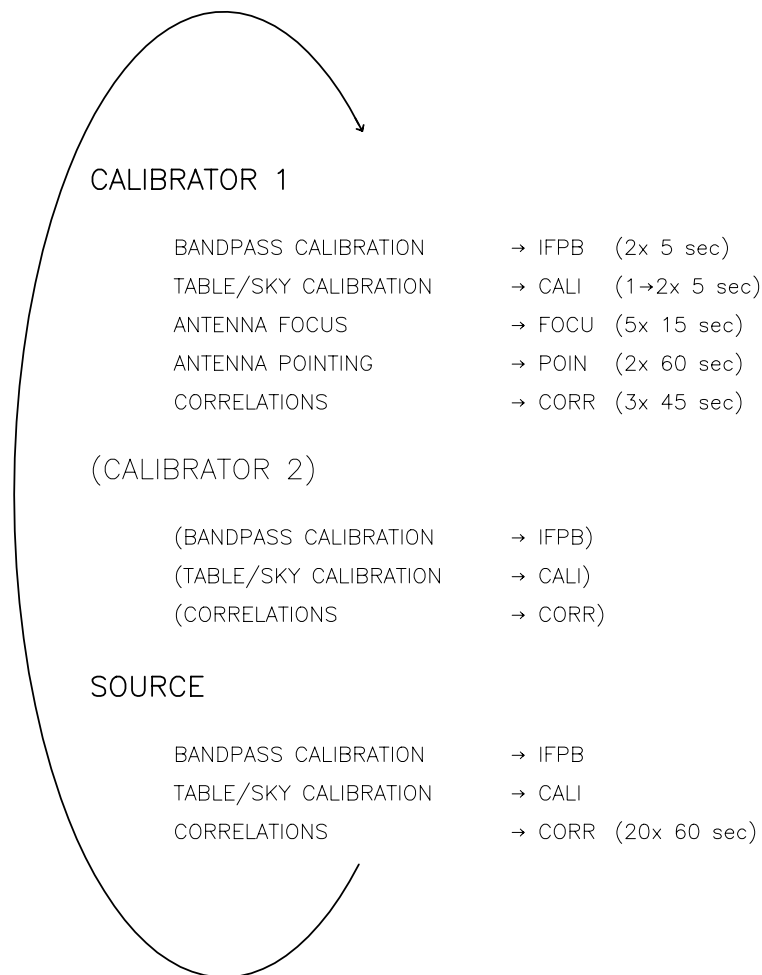 CALIBRATOR 1
BANDPASS CALIBRATION → IFPB (2x 5 sec)
TABLE/SKY CALIBRATION → CALI (1→2x 5 sec)
ANTENNA FOCUS → FOCU (5x 15 sec)
ANTENNA POINTING → POIN (2x 60 sec)
CORRELATIONS → CORR (3x 45 sec)
(CALIBRATOR 2)
(BANDPASS CALIBRATION → IFPB)
(TABLE/SKY CALIBRATION → CALI)
(CORRELATIONS → CORR)
SOURCE
BANDPASS CALIBRATION → IFPB
TABLE/SKY CALIBRATION → CALI
CORRELATIONS → CORR (20x 60 sec)